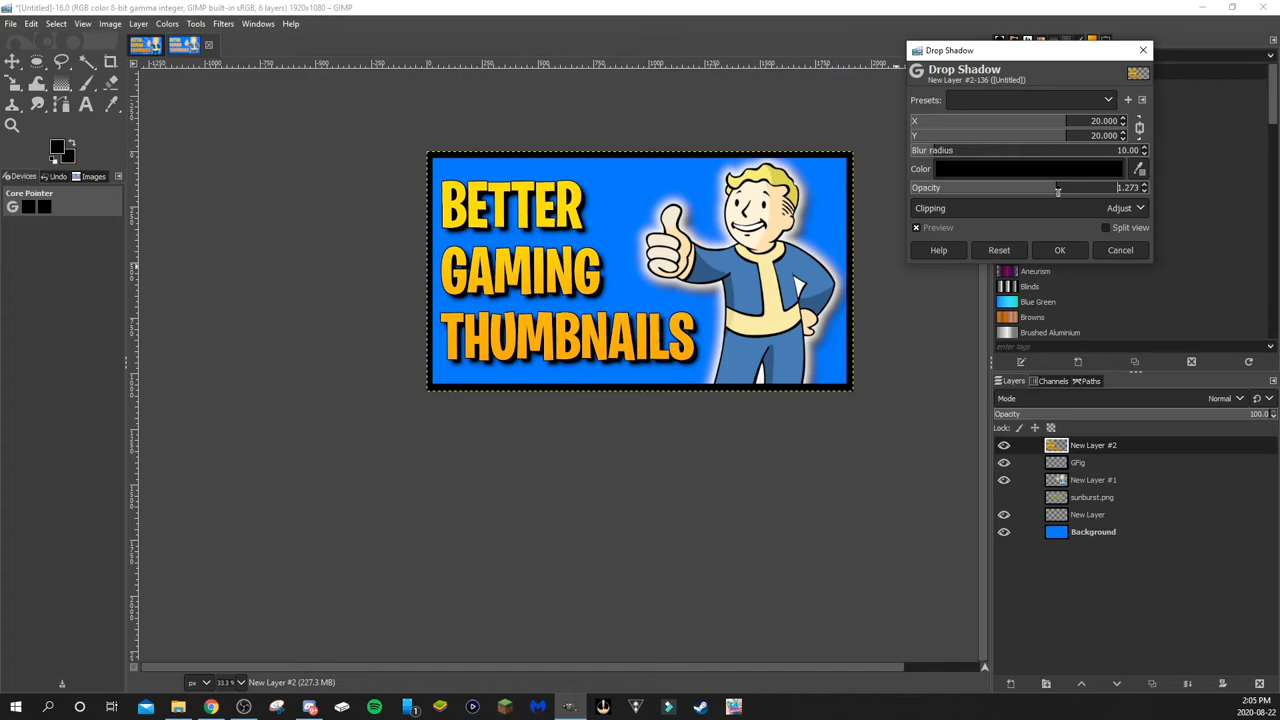 *[Untitled]-16.0 (RGB color 8-bit gamma integer, GIMP built-in sRGB, 6 layers) 1920x1080 – GIMP
File Edit Select View Image Layer Colors Tools Filters Windows Help
Devices Undo Images
Core Pointer
BETTER
GAMING
THUMBNAILS
px 33.3 % New Layer #2 (227.3 MB)
Drop Shadow
Drop Shadow
New Layer #2-136 ([Untitled])
Presets:
X 20.000
Y 20.000
Blur radius 10.00
Color
Opacity 1.273
Clipping Adjust
Preview Split view
Help Reset OK Cancel
Aneurism
Blinds
Blue Green
Browns
Brushed Aluminium
enter tags
Layers Channels Paths
Mode Normal
Opacity 100.0
Lock:
New Layer #2
GFig
New Layer #1
sunburst.png
New Layer
Background
2:05 PM
2020-08-22